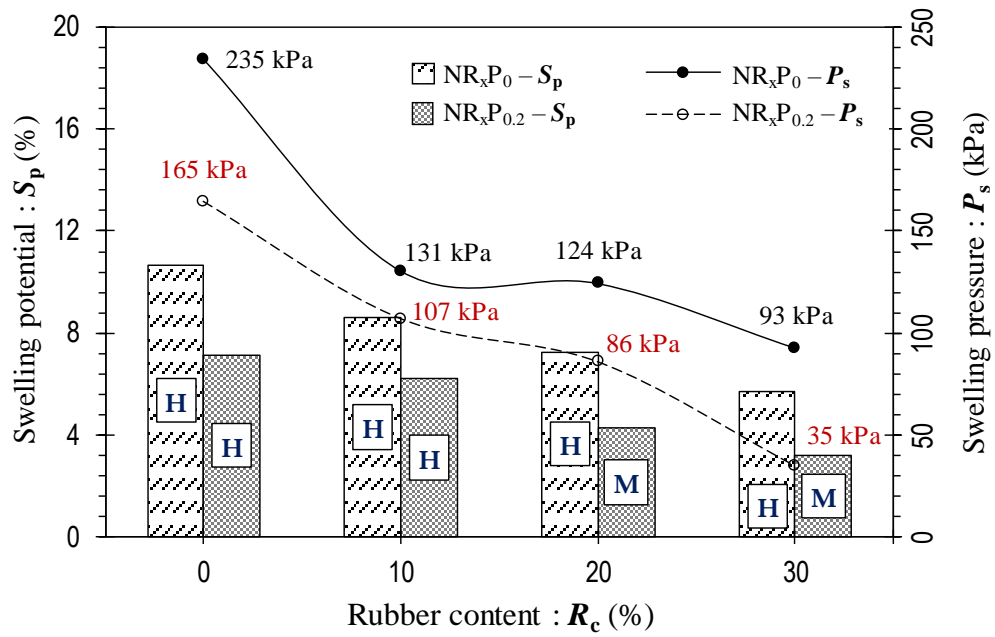 Swelling potential : Sₚ (%)
20
16
12
8
4
0
235 kPa
131 kPa
124 kPa
93 kPa
165 kPa
107 kPa
86 kPa
35 kPa
NRₓP₀ – Sₚ
NRₓP₀.₂ – Sₚ
NRₓP₀ – Pₛ
NRₓP₀.₂ – Pₛ
H
H
H
H
H
M
H
M
250
200
150
100
50
0
Swelling pressure : Pₛ (kPa)
0 10 20 30
Rubber content : R_c (%)